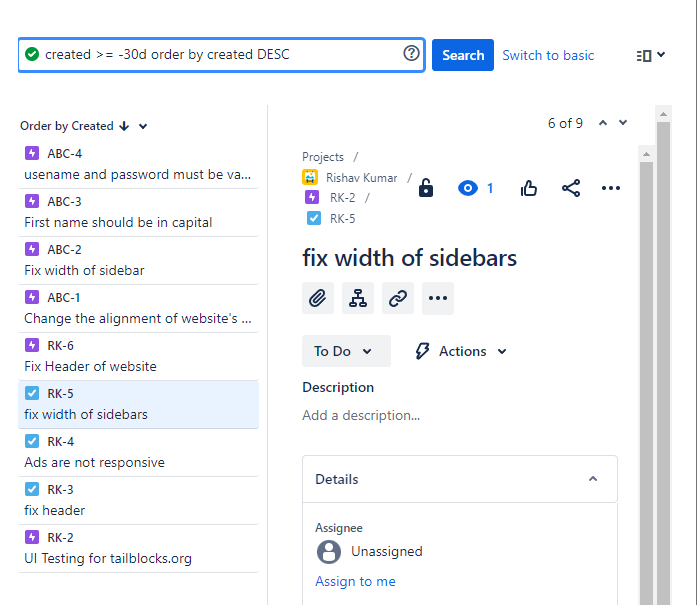 created >= -30d order by created DESC
Search
Switch to basic
Order by Created
ABC-4
usename and password must be va...
ABC-3
First name should be in capital
ABC-2
Fix width of sidebar
ABC-1
Change the alignment of website's ...
RK-6
Fix Header of website
RK-5
fix width of sidebars
RK-4
Ads are not responsive
RK-3
fix header
RK-2
UI Testing for tailblocks.org
6 of 9
Projects /
Rishav Kumar /
RK-2 /
RK-5
1
fix width of sidebars
To Do
Actions
Description
Add a description...
Details
Assignee
Unassigned
Assign to me